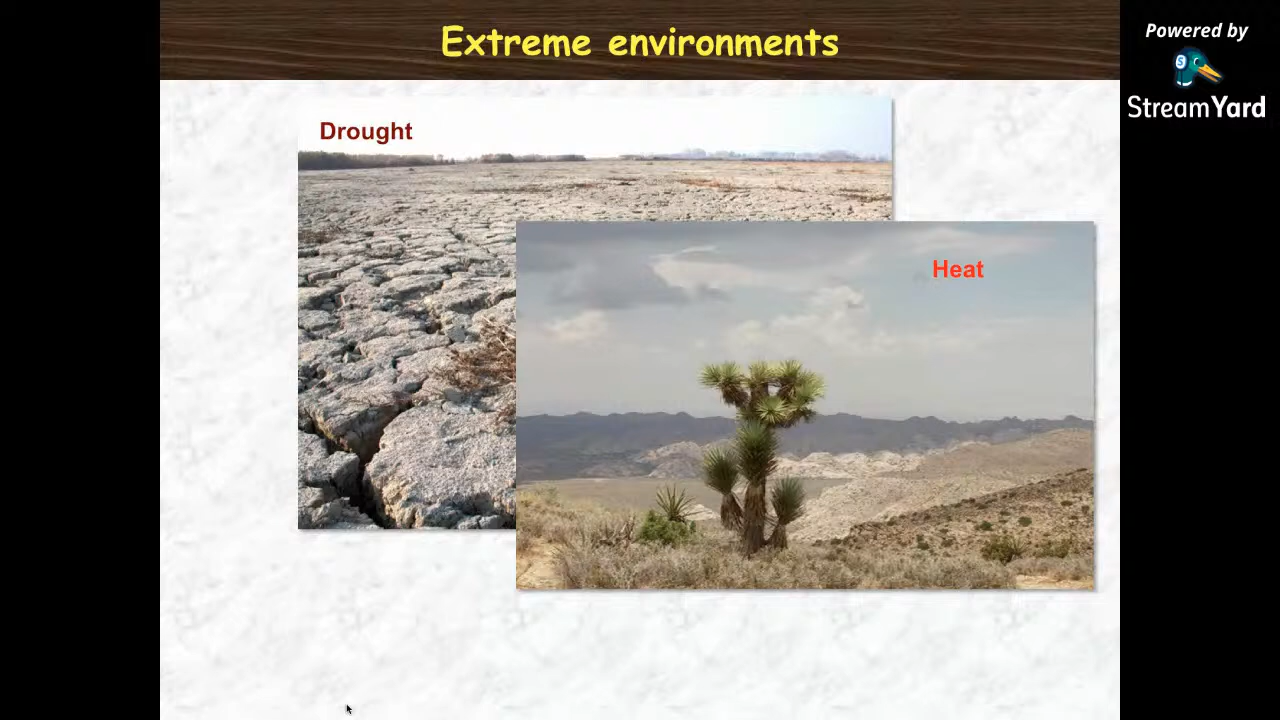 Extreme environments
Powered by
StreamYard
Drought
Heat